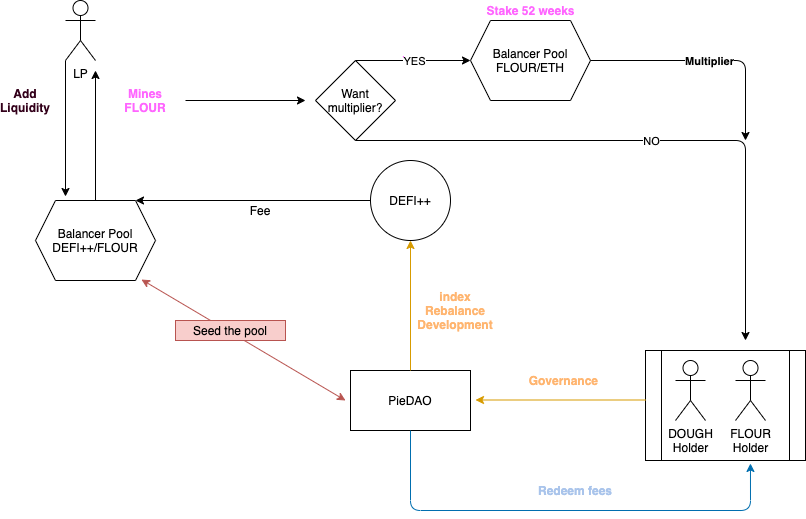 Stake 52 weeks
Balancer Pool
FLOUR/ETH
YES
Multiplier
LP
Add
Liquidity
Mines
FLOUR
Want
multiplier?
NO
DEFI++
Fee
Balancer Pool
DEFI++/FLOUR
index
Rebalance
Development
Seed the pool
PieDAO
Governance
DOUGH
Holder
FLOUR
Holder
Redeem fees